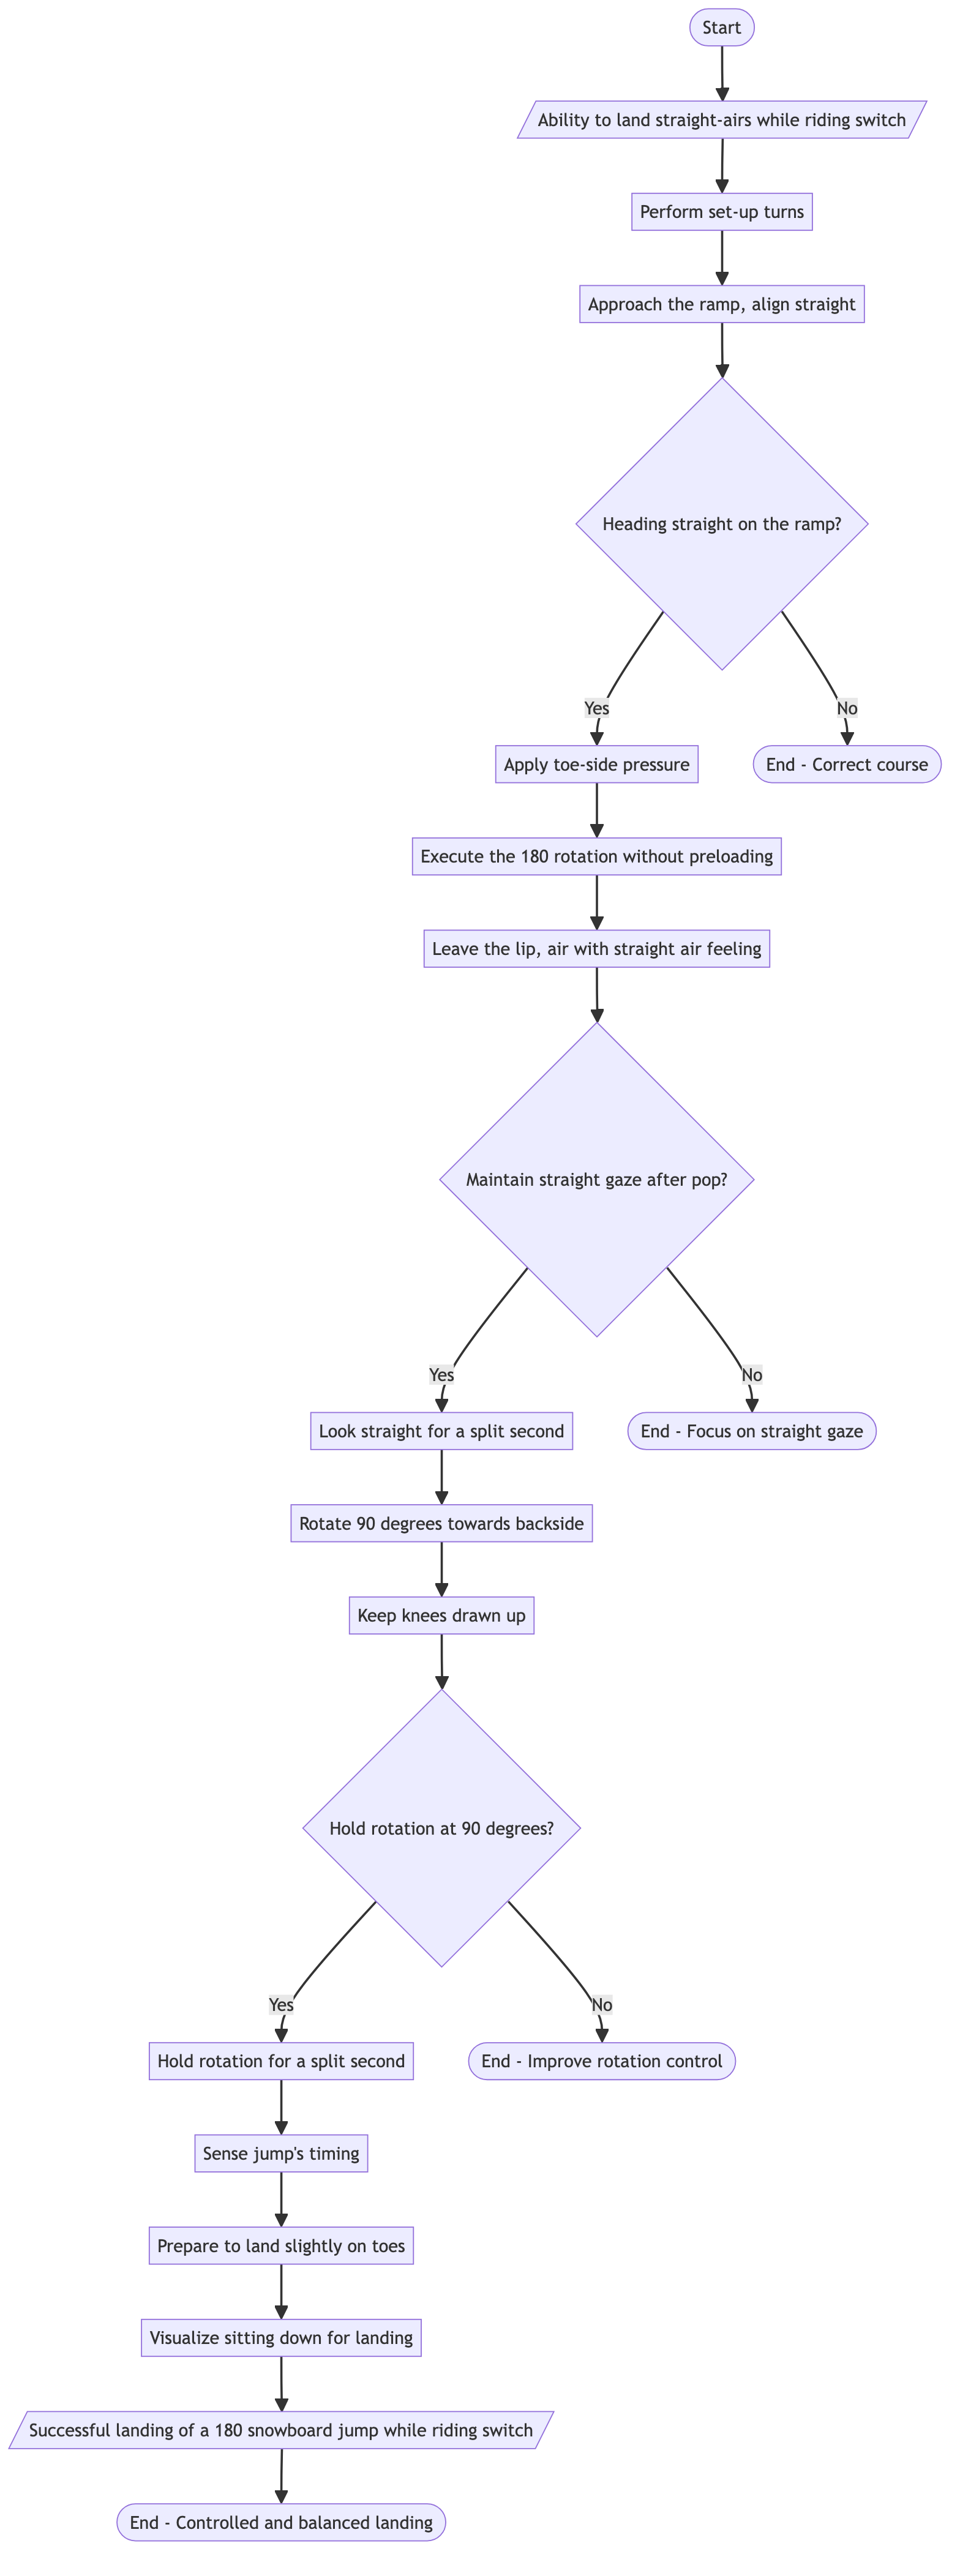 Start
Ability to land straight-airs while riding switch
Perform set-up turns
Approach the ramp, align straight
Heading straight on the ramp?
Yes
No
Apply toe-side pressure
End - Correct course
Execute the 180 rotation without preloading
Leave the lip, air with straight air feeling
Maintain straight gaze after pop?
Yes
No
Look straight for a split second
End - Focus on straight gaze
Rotate 90 degrees towards backside
Keep knees drawn up
Hold rotation at 90 degrees?
Yes
No
Hold rotation for a split second
End - Improve rotation control
Sense jump's timing
Prepare to land slightly on toes
Visualize sitting down for landing
Successful landing of a 180 snowboard jump while riding switch
End - Controlled and balanced landing